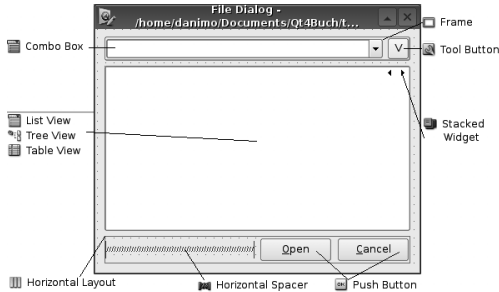 File Dialog -
/home/danimo/Documents/Qt4Buch/t...
Frame
Combo Box
V
Tool Button
List View
Tree View
Table View
Stacked
Widget
Open
Cancel
Horizontal Layout
Horizontal Spacer
OK
Push Button